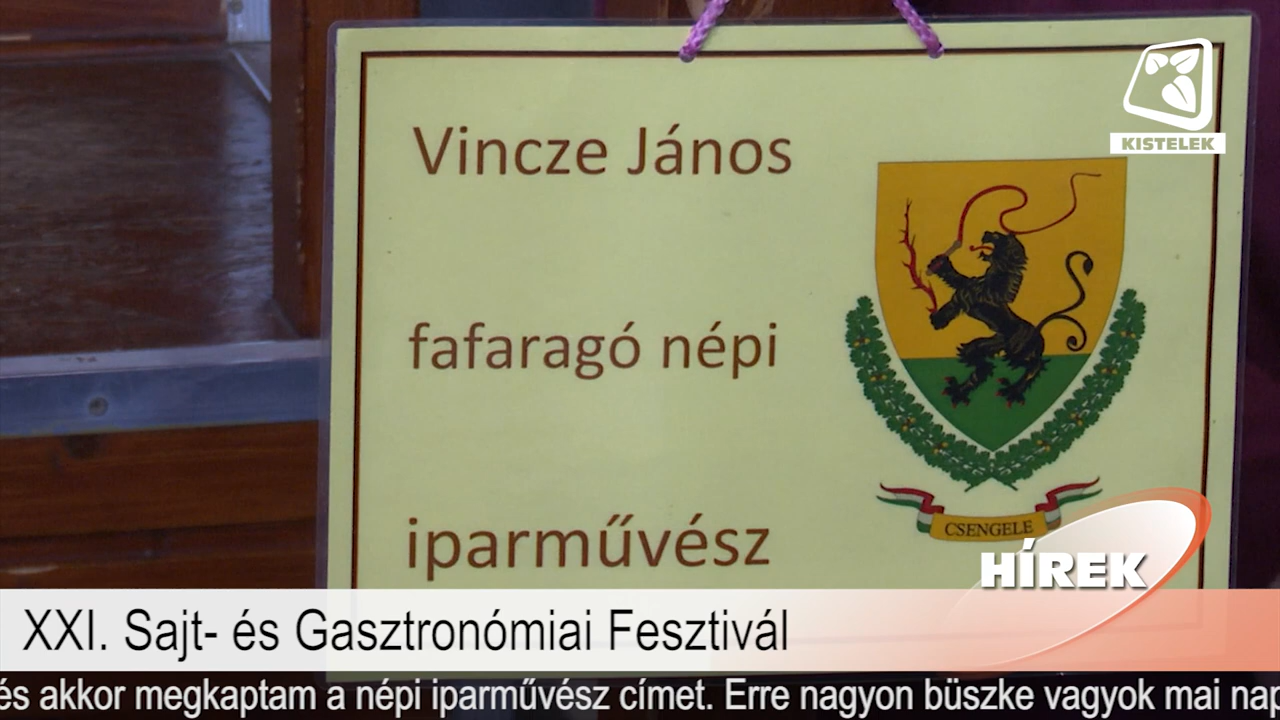 KISTELEK
Vincze János
fafaragó népi
iparművész
CSENGELE
HÍREK
XXI. Sajt- és Gasztronómiai Fesztivál
és akkor megkaptam a népi iparművész címet. Erre nagyon büszke vagyok mai nap